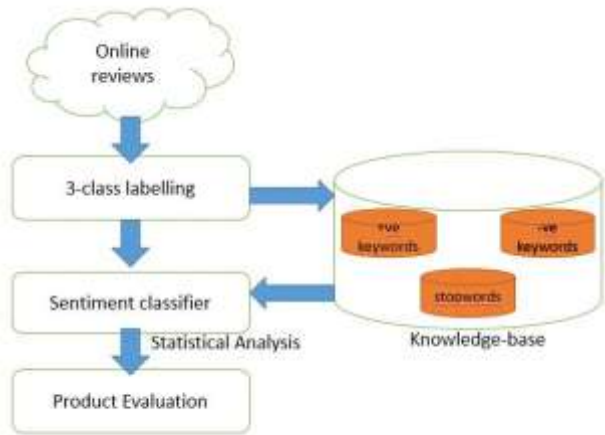 Online
reviews
3-class labelling
+ve
keywords
-ve
keywords
stopwords
Sentiment classifier
Statistical Analysis
Knowledge-base
Product Evaluation